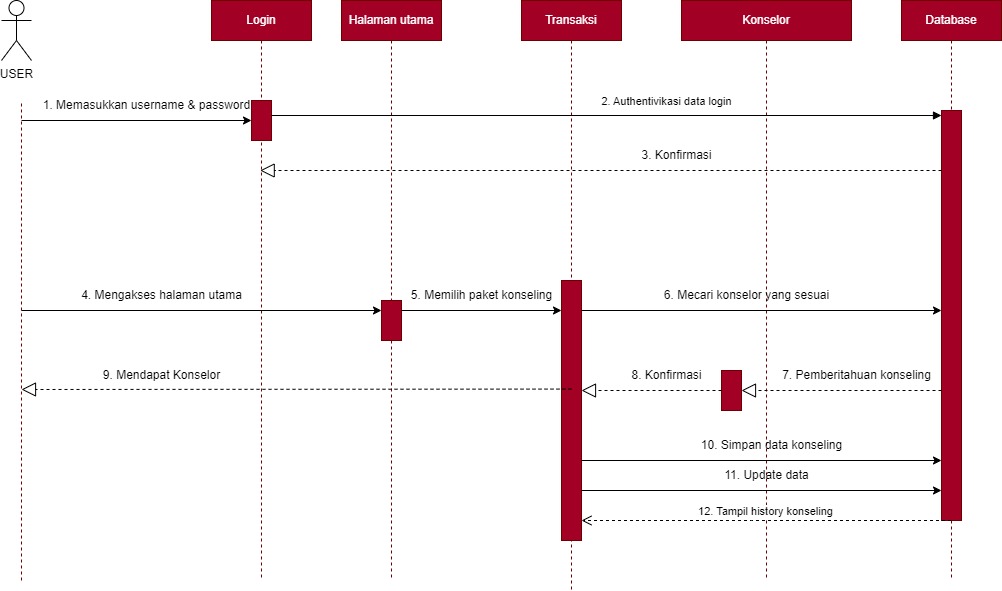 Login
Halaman utama
Transaksi
Konselor
Database
USER
1. Memasukkan username & password
2. Authentivikasi data login
3. Konfirmasi
4. Mengakses halaman utama
5. Memilih paket konseling
6. Mecari konselor yang sesuai
7. Pemberitahuan konseling
8. Konfirmasi
9. Mendapat Konselor
10. Simpan data konseling
11. Update data
12. Tampil history konseling